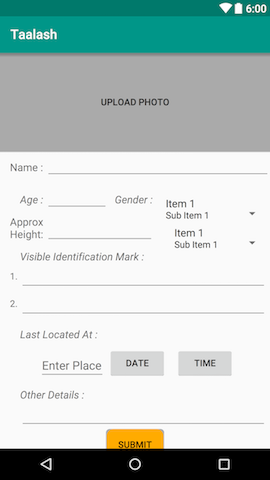 6:00
Taalash
UPLOAD PHOTO
Name :
Age :
Gender :
Item 1
Sub Item 1
Approx
Height:
Item 1
Sub Item 1
Visible Identification Mark :
1.
2.
Last Located At :
Enter Place DATE TIME
Other Details :
SUBMIT